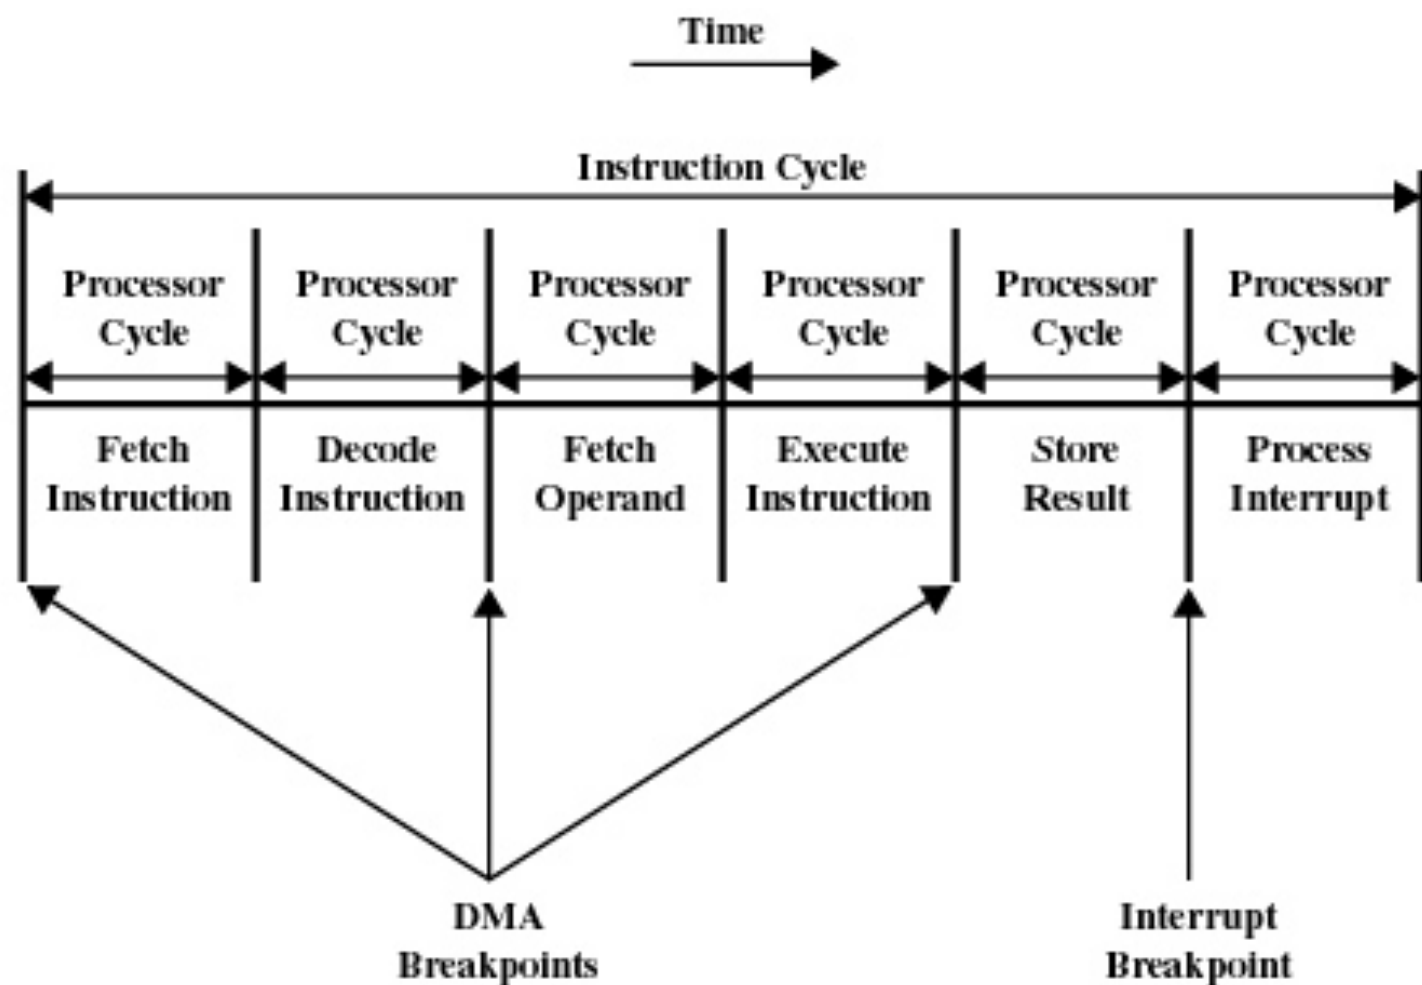 Time
Instruction Cycle
Processor
Cycle
Processor
Cycle
Processor
Cycle
Processor
Cycle
Processor
Cycle
Processor
Cycle
Fetch
Instruction
Decode
Instruction
Fetch
Operand
Execute
Instruction
Store
Result
Process
Interrupt
DMA
Breakpoints
Interrupt
Breakpoint